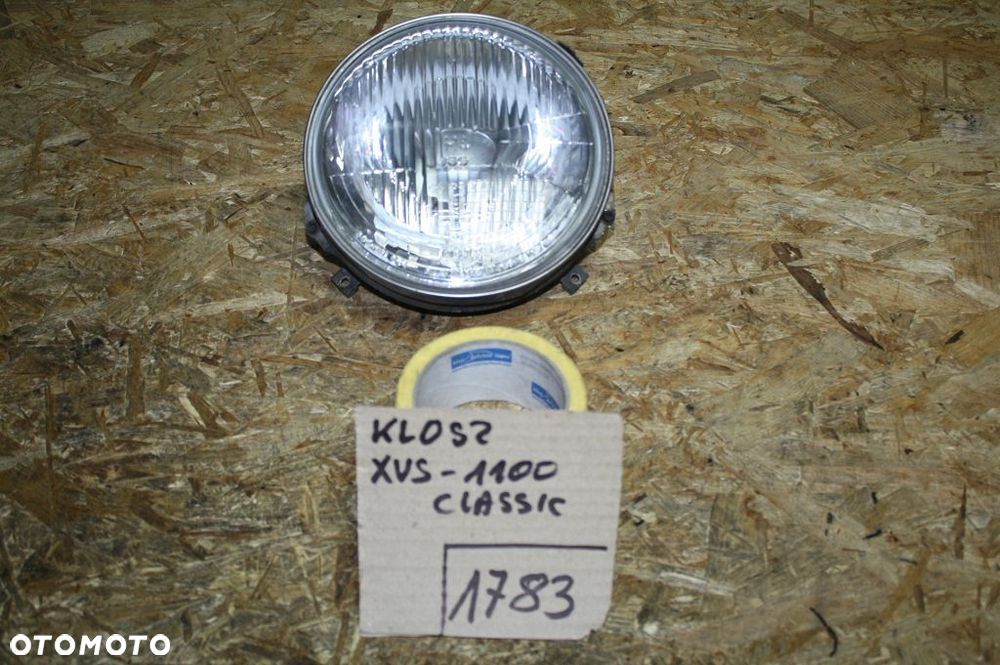 KLOSZ
XVS-1100
CLASSIC
1783
OTOMOTO